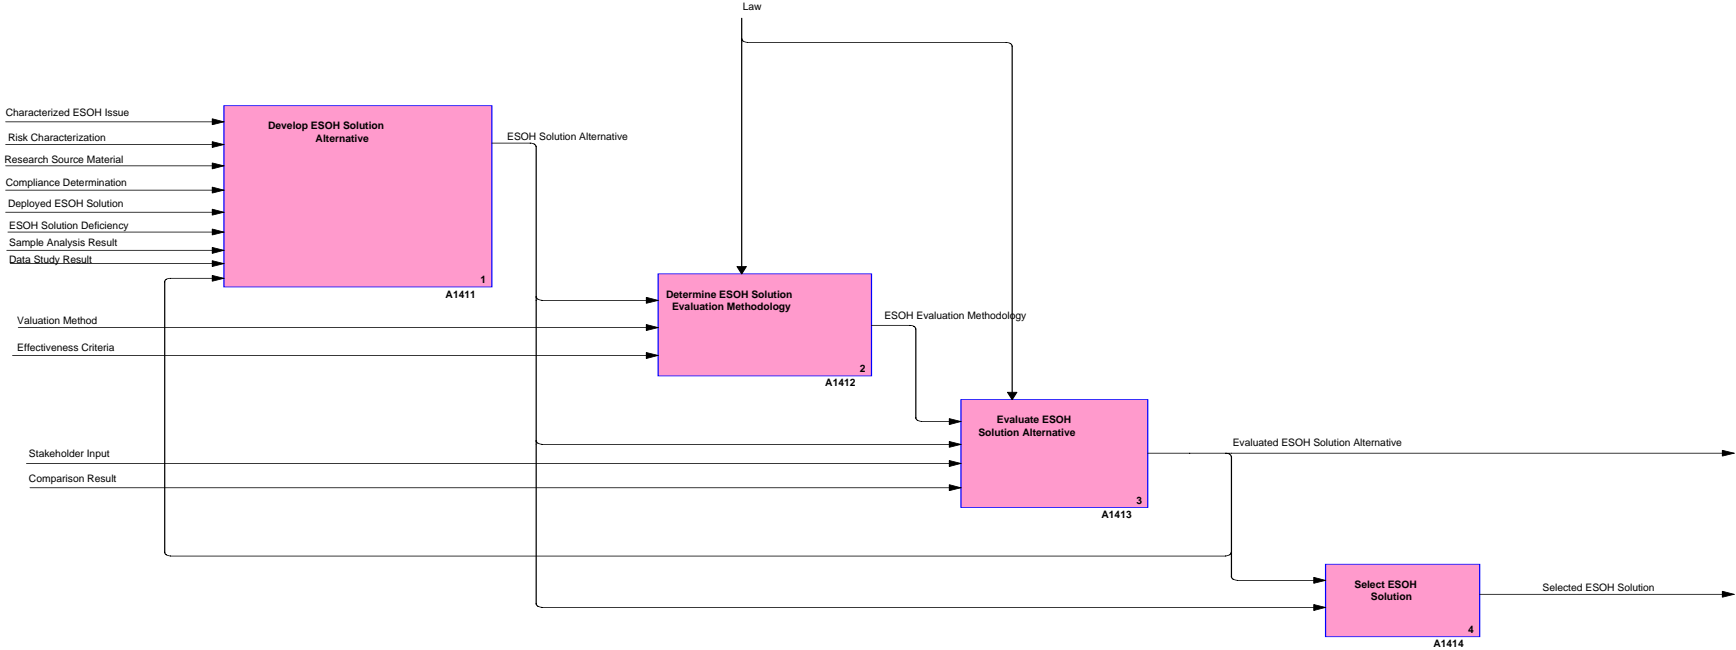 Law
Characterized ESOH Issue
Risk Characterization
Research Source Material
Compliance Determination
Deployed ESOH Solution
ESOH Solution Deficiency
Sample Analysis Result
Data Study Result
Develop ESOH Solution
Alternative
1
A1411
ESOH Solution Alternative
Valuation Method
Effectiveness Criteria
Determine ESOH Solution
Evaluation Methodology
2
A1412
ESOH Evaluation Methodology
Stakeholder Input
Comparison Result
Evaluate ESOH
Solution Alternative
3
A1413
Evaluated ESOH Solution Alternative
Select ESOH
Solution
4
A1414
Selected ESOH Solution